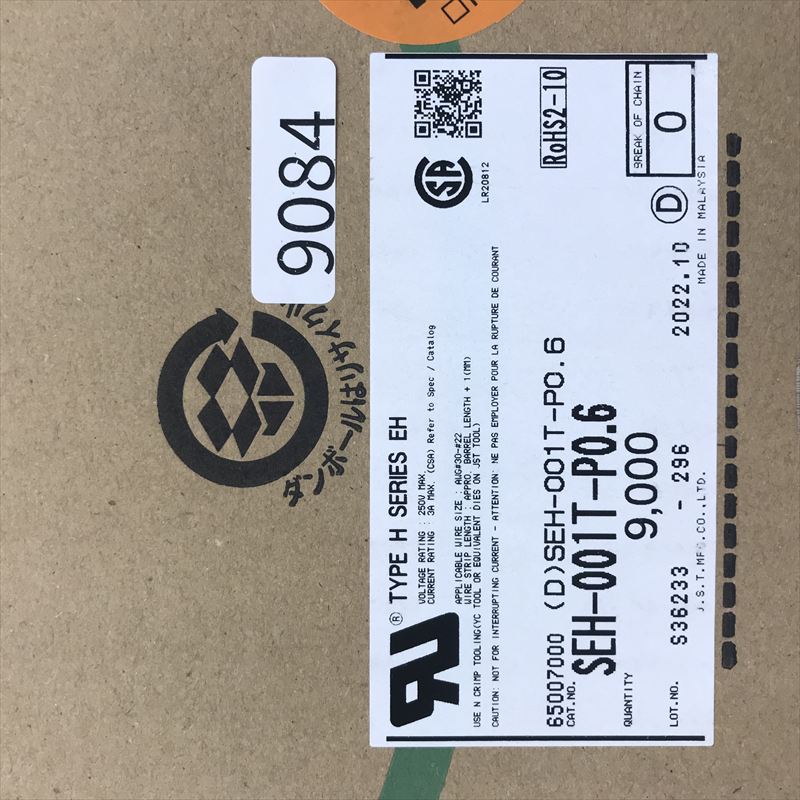 9084
ダンボールはリサイクル
® TYPE H SERIES EH
VOLTAGE RATING : 250V MAX.
CURRENT RATING : 3A MAX. (CSA) Refer to Spec / Catalog
APPLICABLE WIRE SIZE : AWG#30-#22
WIRE STRIP LENGTH : APPRO. BARREL LENGTH + 1(MM)
USE N CRIMP TOOLING(YC TOOL OR EQUIVALENT DIES ON JST TOOL)
CAUTION: NOT FOR INTERRUPTING CURRENT - ATTENTION: NE PAS EMPLOYER POUR LA RUPTURE DE COURANT
SA
LR20812
RoHS2-10
65007000 (D)SEH-001T-P0.6
CAT.NO. SEH-001T-P0.6
QUANTITY 9,000
BREAK OF CHAIN 0
LOT.NO. S36233 - 296 2022.10 D
J.S.T.MFG.CO.,LTD. MADE IN MALAYSIA